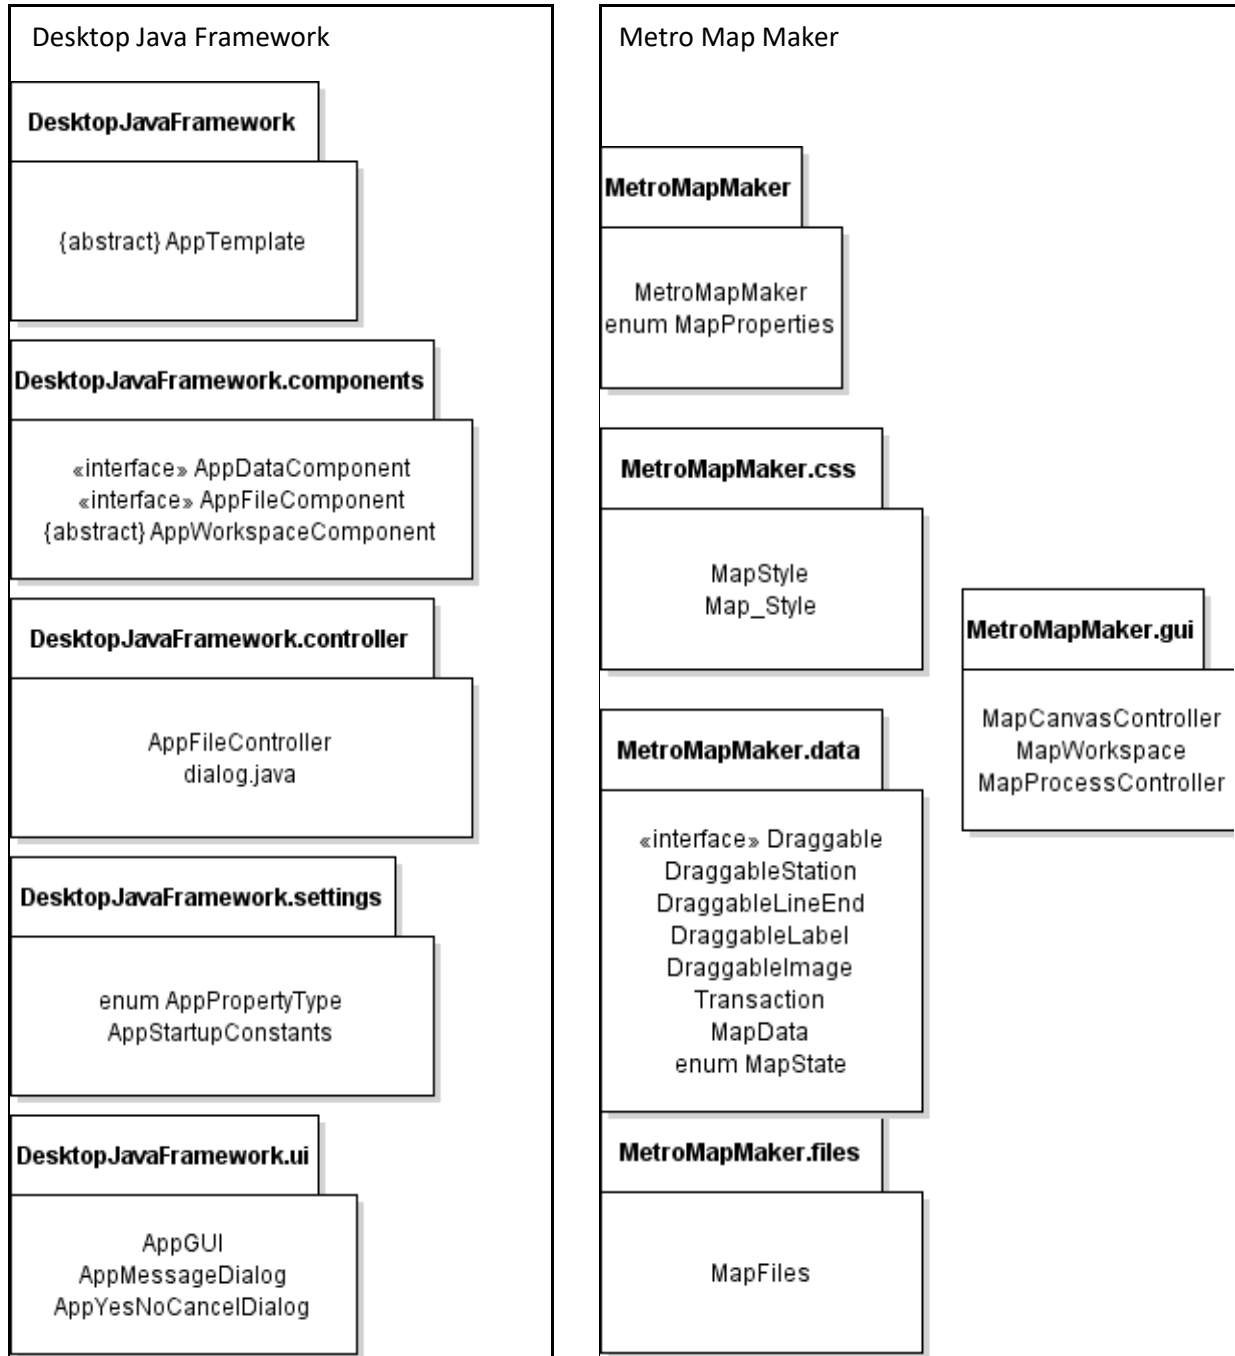 Desktop Java Framework
DesktopJavaFramework
{abstract} AppTemplate
DesktopJavaFramework.components
«interface» AppDataComponent
«interface» AppFileComponent
{abstract} AppWorkspaceComponent
DesktopJavaFramework.controller
AppFileController
dialog.java
DesktopJavaFramework.settings
enum AppPropertyType
AppStartupConstants
DesktopJavaFramework.ui
AppGUI
AppMessageDialog
AppYesNoCancelDialog
Metro Map Maker
MetroMapMaker
MetroMapMaker
enum MapProperties
MetroMapMaker.css
MapStyle
Map_Style
MetroMapMaker.data
«interface» Draggable
DraggableStation
DraggableLineEnd
DraggableLabel
DraggableImage
Transaction
MapData
enum MapState
MetroMapMaker.files
MapFiles
MetroMapMaker.gui
MapCanvasController
MapWorkspace
MapProcessController